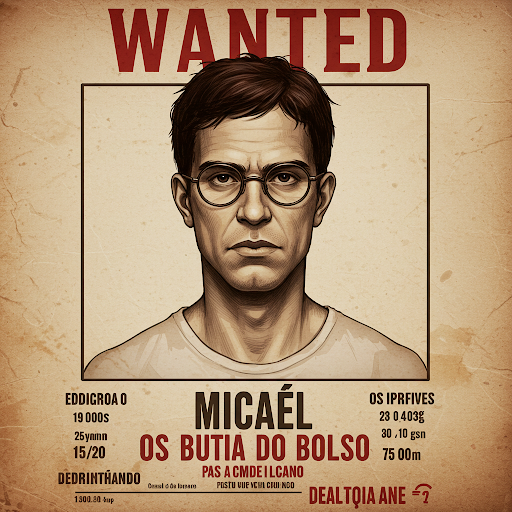 WANTED
EDDIGROA O
19 000s
25ymnn
15/20
DEDRINTHÅNDO
MICAÉL
OS BUTIA DO BOLSO
PAS A CMDE I LCANO
OS IPRFIVES
23 0 403g
30 ,10 gsn
75 00m
DEALTQIA ANE